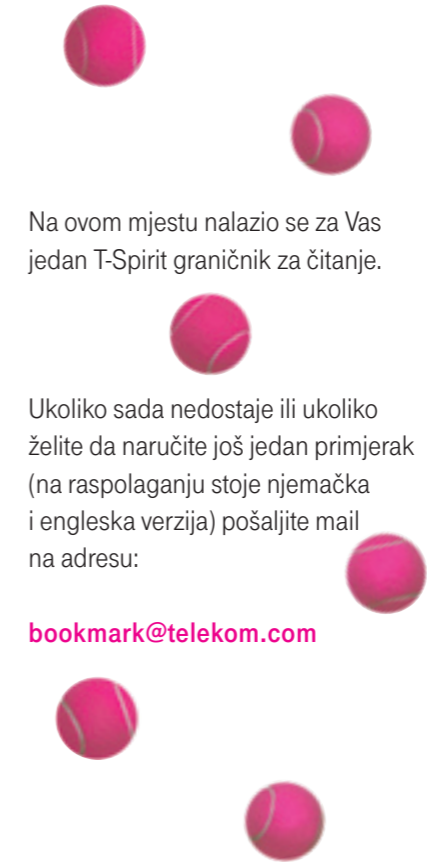 Na ovom mjestu nalazio se za Vas
jedan T-Spirit graničnik za čitanje.
Ukoliko sada nedostaje ili ukoliko
želite da naručite još jedan primjerak
(na raspolaganju stoje njemačka
i engleska verzija) pošaljite mail
na adresu:
bookmark@telekom.com